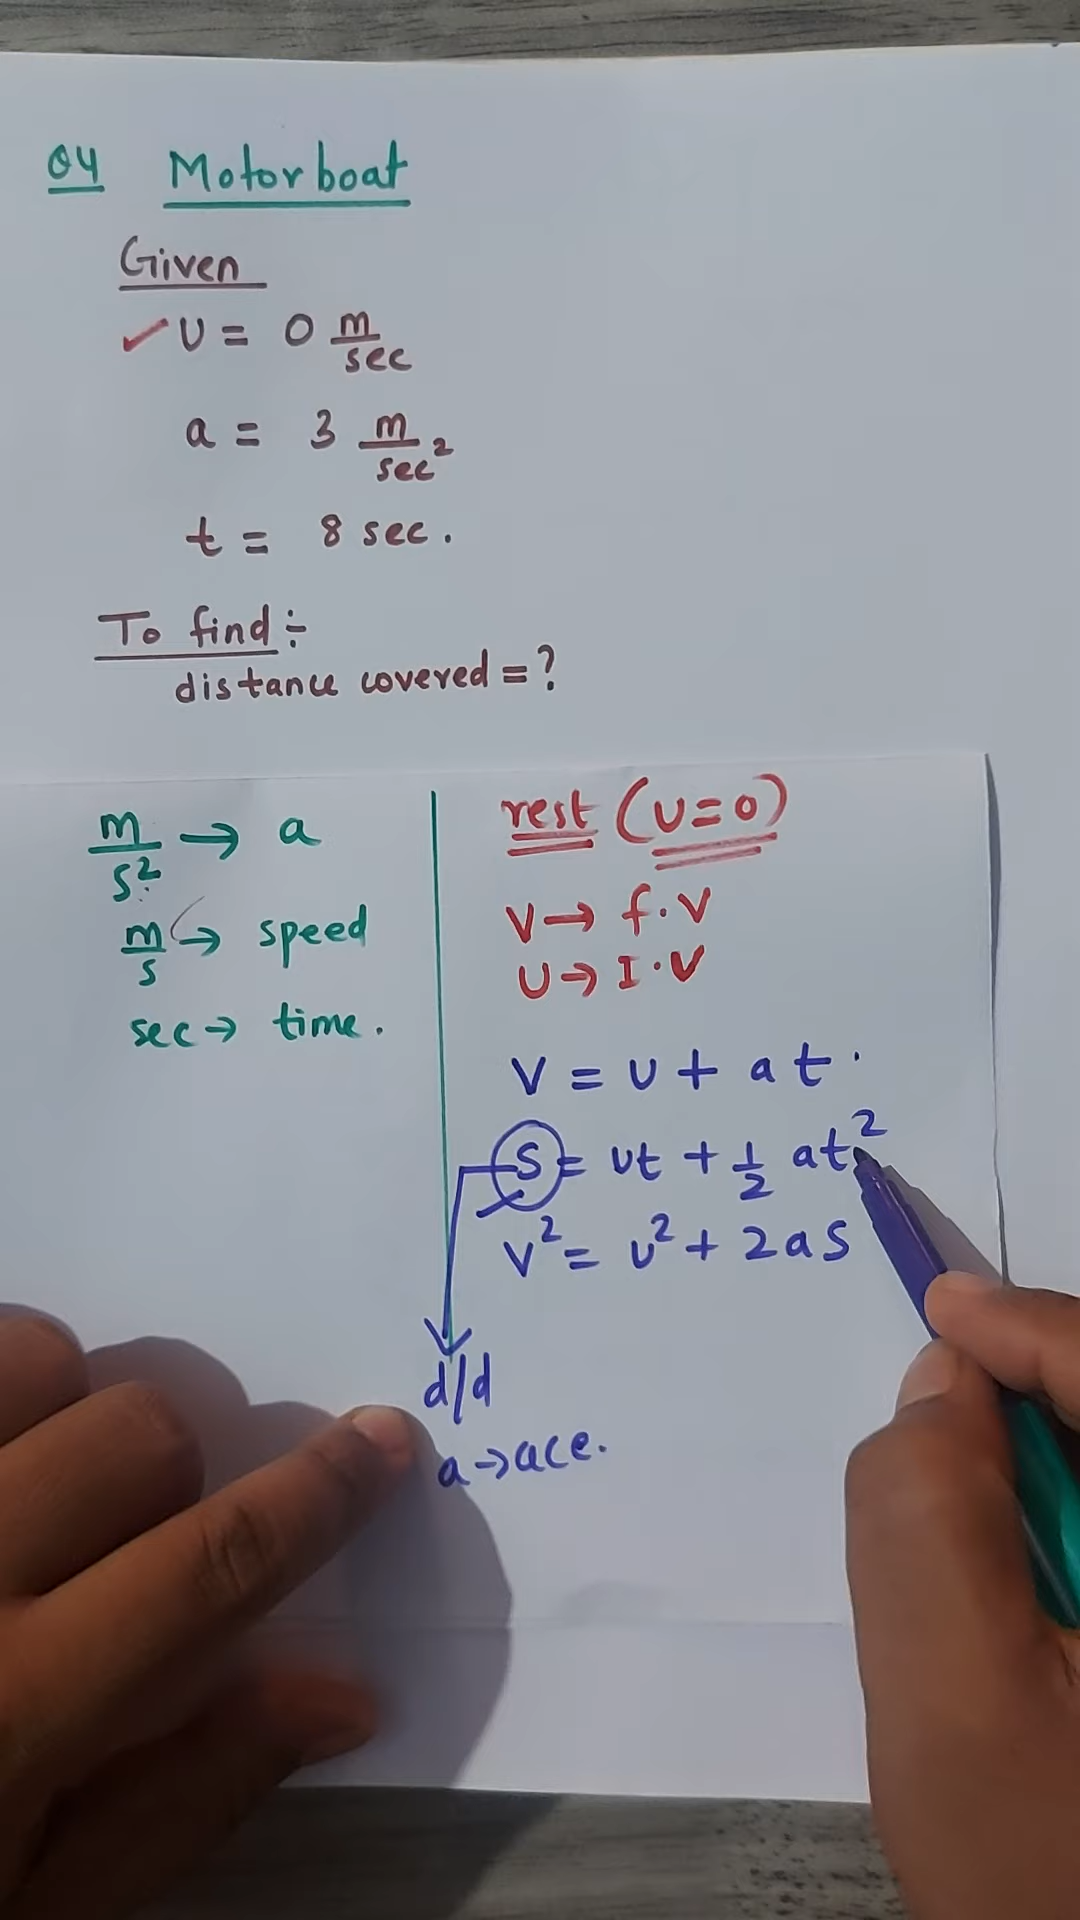 Q4 Motorboat
Given
✓ U = 0 m/sec
a = 3 m/sec²
t = 8 sec.
To find ÷
distance covered = ?
m/s² → a
m/s → speed
sec → time.
rest (U=0)
V → f.V
U → I.V
V = U + at.
S = Ut + 1/2 at²
V² = U² + 2aS
d/d
a → acc.